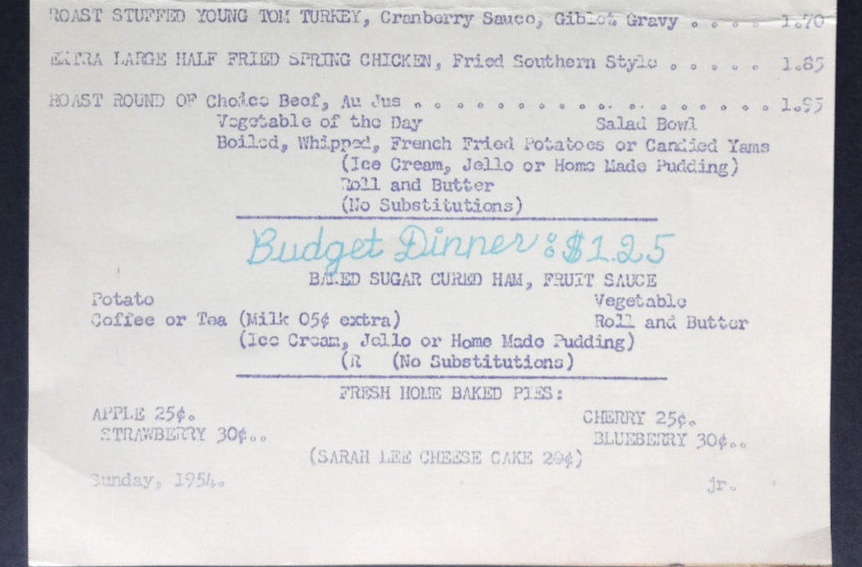 ROAST STUFFED YOUNG TOM TURKEY, Cranberry Sauce, Giblet Gravy . . . . . 1.70
EXTRA LARGE HALF FRIED SPRING CHICKEN, Fried Southern Style . . . . . 1.85
ROAST ROUND OF Choice Beef, Au Jus . . . . . . . . . . . . . . . . . . . 1.95
Vegetable of the Day Salad Bowl
Boiled, Whipped, French Fried Potatoes or Candied Yams
(Ice Cream, Jello or Home Made Pudding)
Roll and Butter
(No Substitutions)
Budget Dinner: $1.25
BAKED SUGAR CURED HAM, FRUIT SAUCE
Potato Vegetable
Coffee or Tea (Milk 05¢ extra) Roll and Butter
(Ice Cream, Jello or Home Made Pudding)
(R (No Substitutions)
FRESH HOME BAKED PIES:
APPLE 25¢. CHERRY 25¢.
STRAWBERRY 30¢.. BLUEBERRY 30¢..
(SARAH LEE CHEESE CAKE 20¢)
Sunday, 1954. jr.